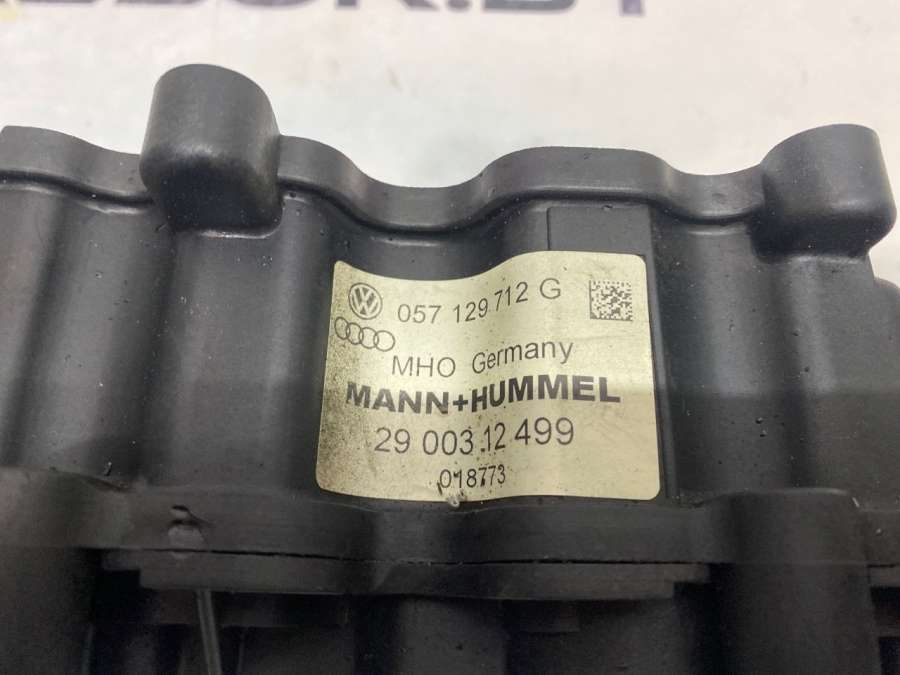 057 129 712 G
MHO Germany
MANN+HUMMEL
29 003 12 499
018773